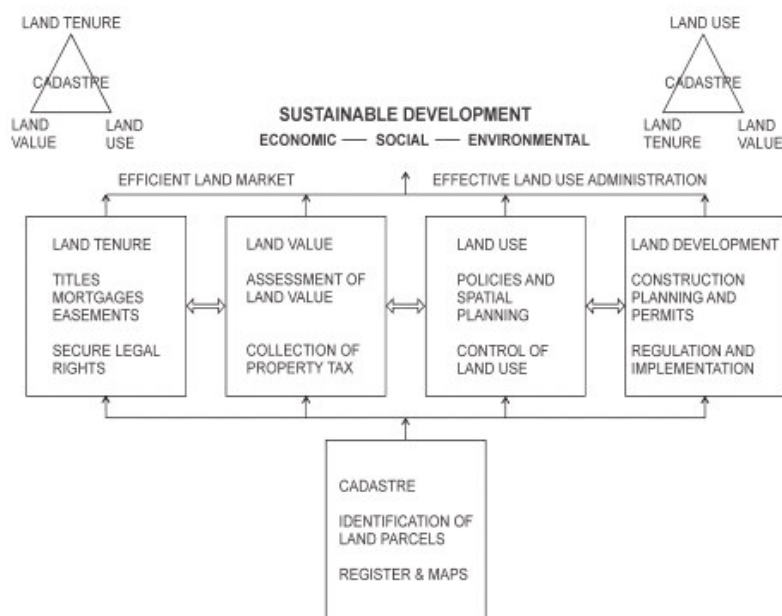 LAND TENURE
CADASTRE
LAND
VALUE
LAND
USE
LAND USE
CADASTRE
LAND
TENURE
LAND
VALUE
SUSTAINABLE DEVELOPMENT
ECONOMIC — SOCIAL — ENVIRONMENTAL
EFFICIENT LAND MARKET
EFFECTIVE LAND USE ADMINISTRATION
LAND TENURE
TITLES
MORTGAGES
EASEMENTS
SECURE LEGAL
RIGHTS
LAND VALUE
ASSESSMENT OF
LAND VALUE
COLLECTION OF
PROPERTY TAX
LAND USE
POLICIES AND
SPATIAL
PLANNING
CONTROL OF
LAND USE
LAND DEVELOPMENT
CONSTRUCTION
PLANNING AND
PERMITS
REGULATION AND
IMPLEMENTATION
CADASTRE
IDENTIFICATION OF
LAND PARCELS
REGISTER & MAPS